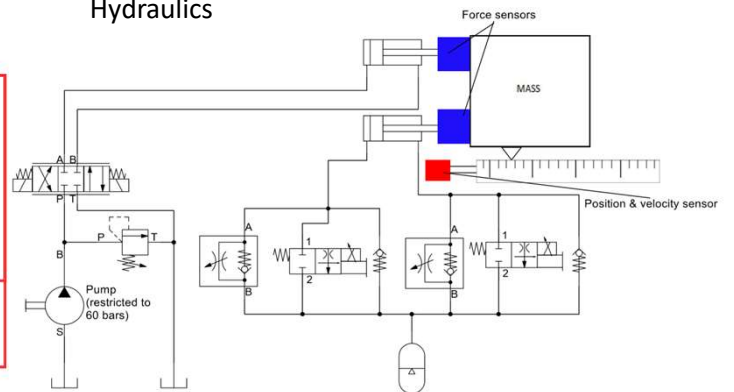 Hydraulics
Force sensors
MASS
A B
P T
P T
B
Pump
(restricted to
60 bars)
S
Position & velocity sensor
A
1
2
B
A
1
2
B